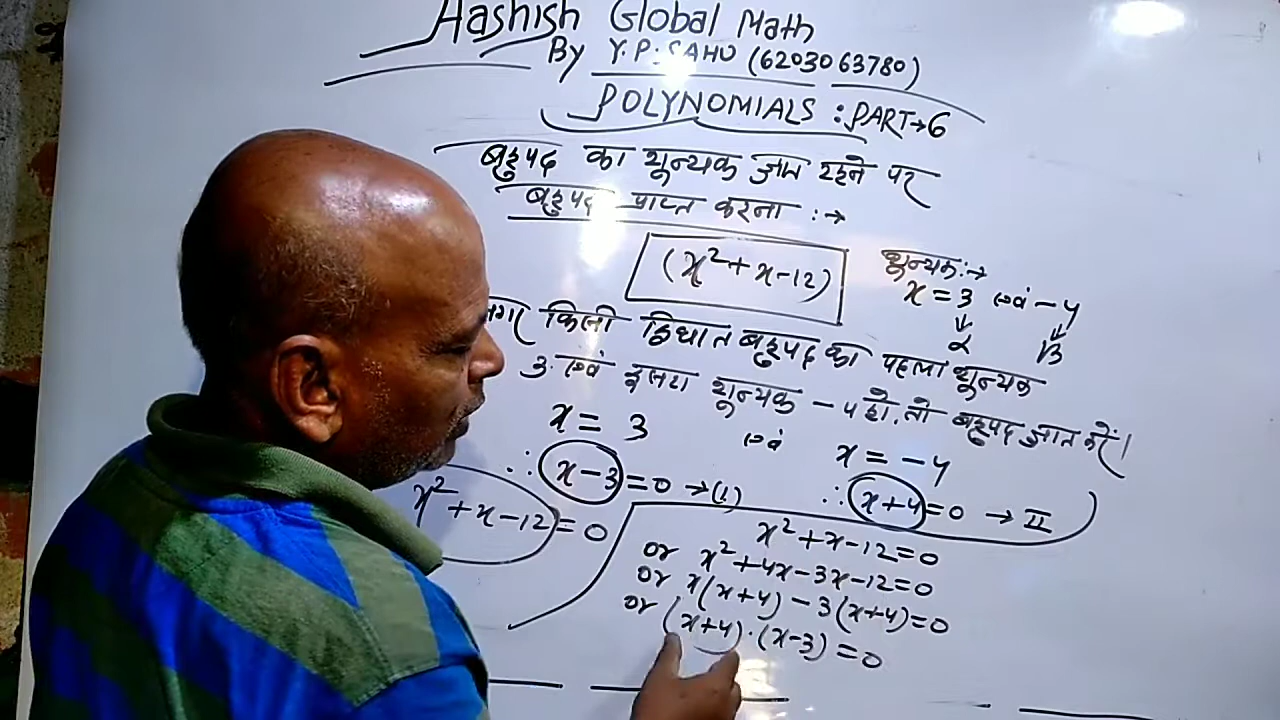 Aashish Global Math
By Y.P. SAHU (6203063780)
POLYNOMIALS : PART→6
बहुपद का शून्यक ज्ञात रहने पर
बहुपद प्राप्त करना :→
(x²+x-12)
शून्यक:→
x = 3 एवं -4
↓ ↓
α β
किसी द्विघात बहुपद का पहला शून्यक
3 एवं दूसरा शून्यक -4 हो, तो बहुपद ज्ञात करें।
x = 3 एवं x = -4
∴ x-3 = 0 →(1) ∴ x+4 = 0 → II
x²+x-12 = 0
x²+x-12=0
or x²+4x-3x-12=0
or x(x+4)-3(x+4)=0
or (x+4)·(x-3)=0